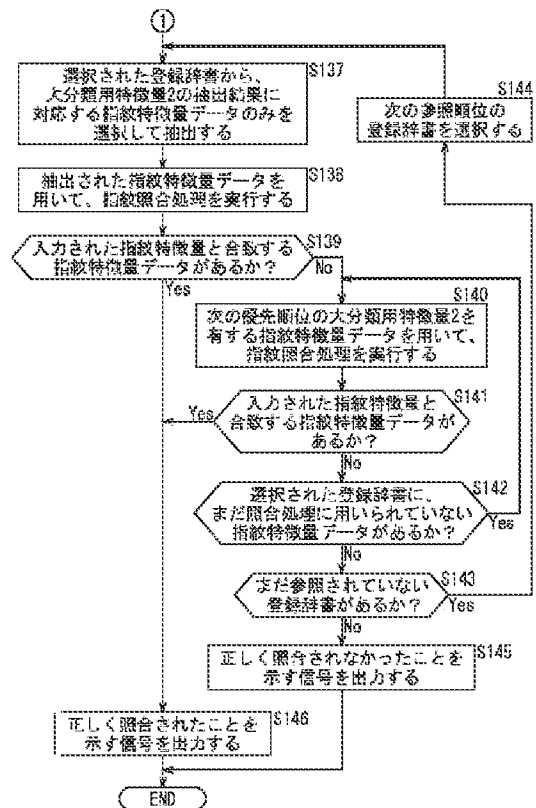 ①
選択された登録辞書から、
大分類用特徴量2の抽出結果に
対応する指紋特徴量データのみを
選択して抽出する
S137
次の参照順位の
登録辞書を選択する
S144
抽出された指紋特徴量データを
用いて、指紋照合処理を実行する
S138
入力された指紋特徴量と合致する
指紋特徴量データがあるか?
S139
No
Yes
次の優先順位の大分類用特徴量2を
有する指紋特徴量データを用いて、
指紋照合処理を実行する
S140
入力された指紋特徴量と
合致する指紋特徴量データが
あるか?
S141
Yes
No
選択された登録辞書に、
まだ照合処理に用いられていない
指紋特徴量データがあるか?
S142
Yes
No
まだ参照されていない
登録辞書があるか?
S143
Yes
No
正しく照合されなかったことを
示す信号を出力する
S145
正しく照合されたことを
示す信号を出力する
S146
END